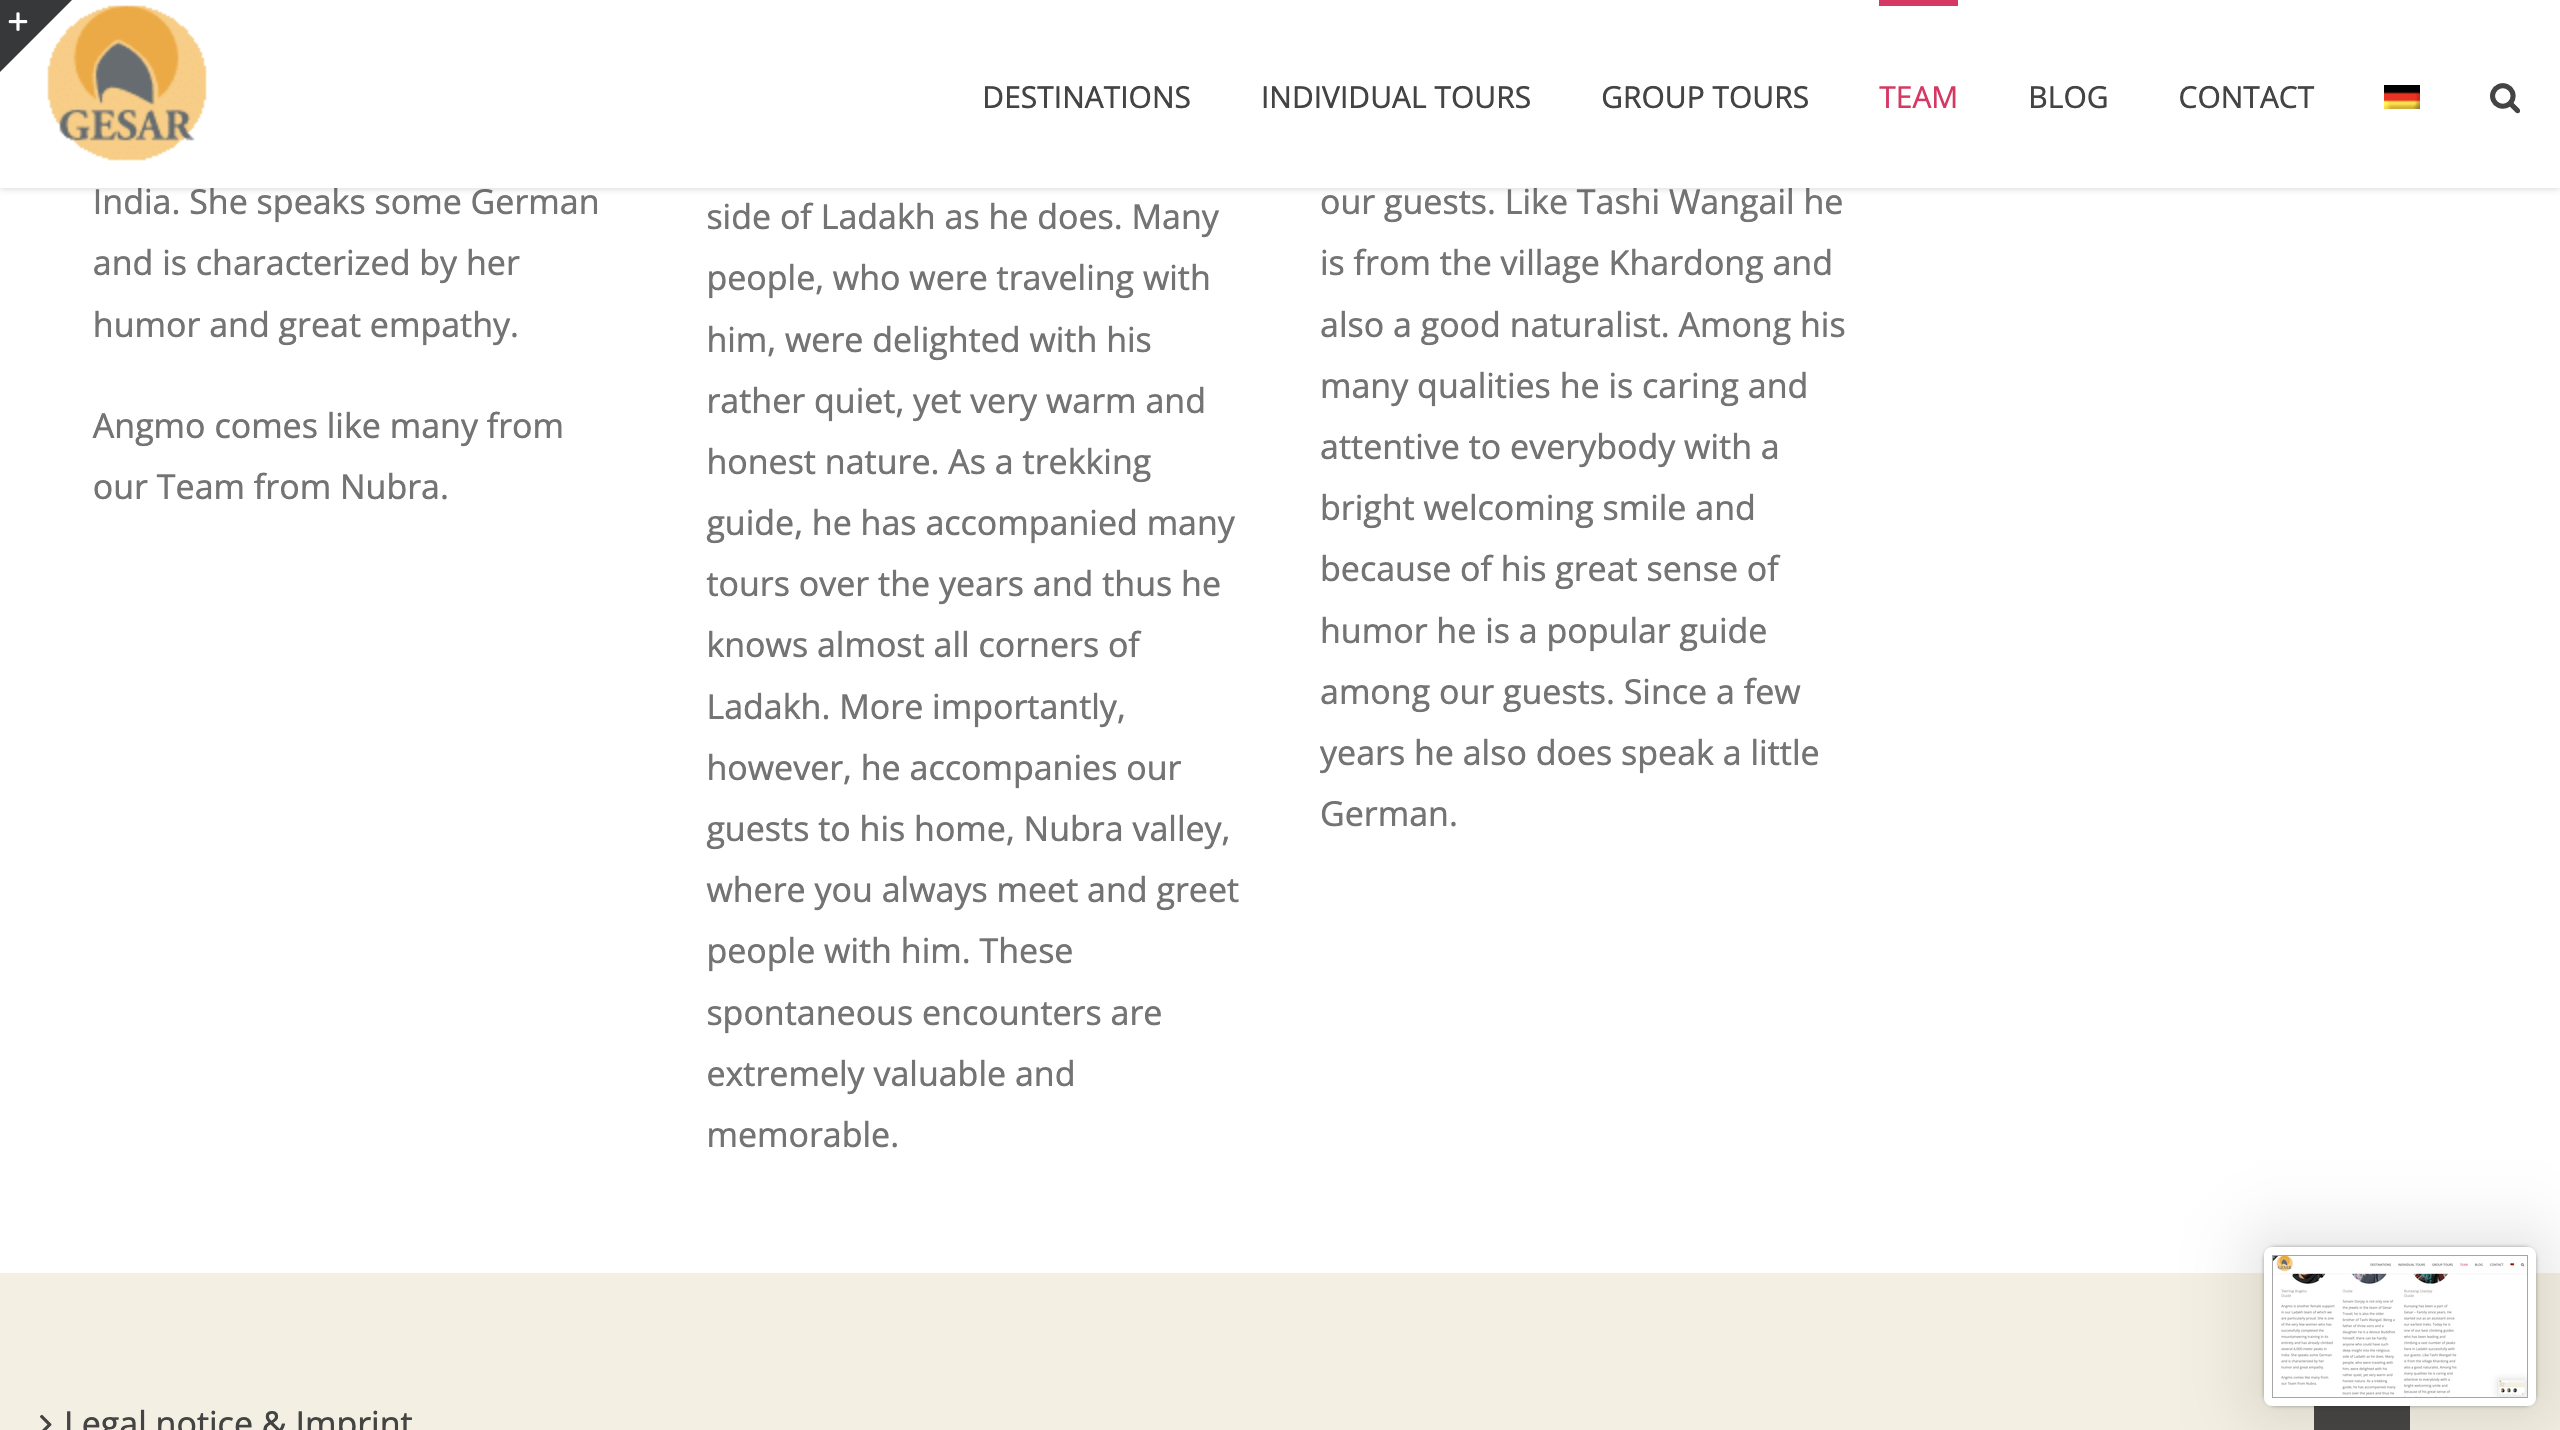 GESAR
DESTINATIONS
INDIVIDUAL TOURS
GROUP TOURS
TEAM
BLOG
CONTACT
India. She speaks some German
and is characterized by her
humor and great empathy.
Angmo comes like many from
our Team from Nubra.
side of Ladakh as he does. Many
people, who were traveling with
him, were delighted with his
rather quiet, yet very warm and
honest nature. As a trekking
guide, he has accompanied many
tours over the years and thus he
knows almost all corners of
Ladakh. More importantly,
however, he accompanies our
guests to his home, Nubra valley,
where you always meet and greet
people with him. These
spontaneous encounters are
extremely valuable and
memorable.
our guests. Like Tashi Wangail he
is from the village Khardong and
also a good naturalist. Among his
many qualities he is caring and
attentive to everybody with a
bright welcoming smile and
because of his great sense of
humor he is a popular guide
among our guests. Since a few
years he also does speak a little
German.
Legal notice & Imprint